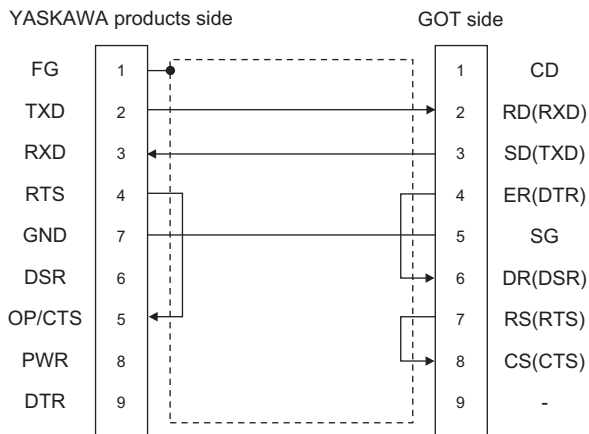 YASKAWA products side GOT side
FG 1 1 CD
TXD 2 2 RD(RXD)
RXD 3 3 SD(TXD)
RTS 4 4 ER(DTR)
GND 7 5 SG
DSR 6 6 DR(DSR)
OP/CTS 5 7 RS(RTS)
PWR 8 8 CS(CTS)
DTR 9 9 -